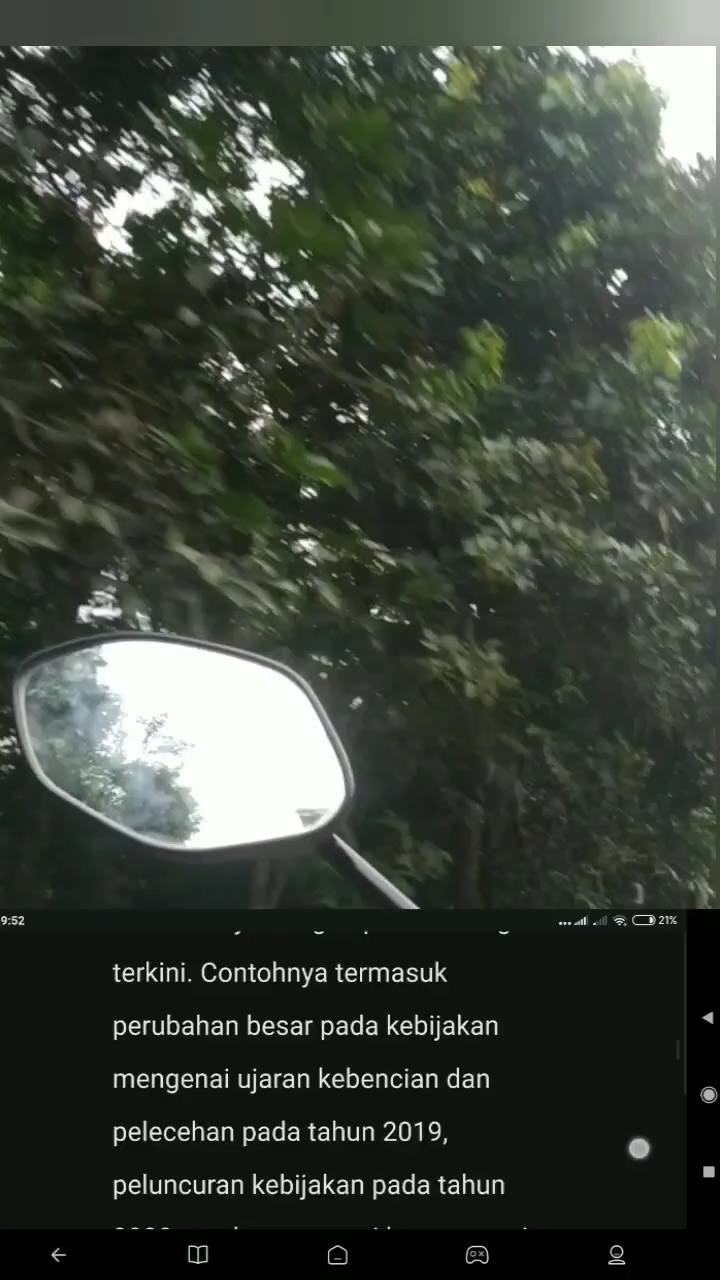 9:52
21%
terkini. Contohnya termasuk
perubahan besar pada kebijakan
mengenai ujaran kebencian dan
pelecehan pada tahun 2019,
peluncuran kebijakan pada tahun